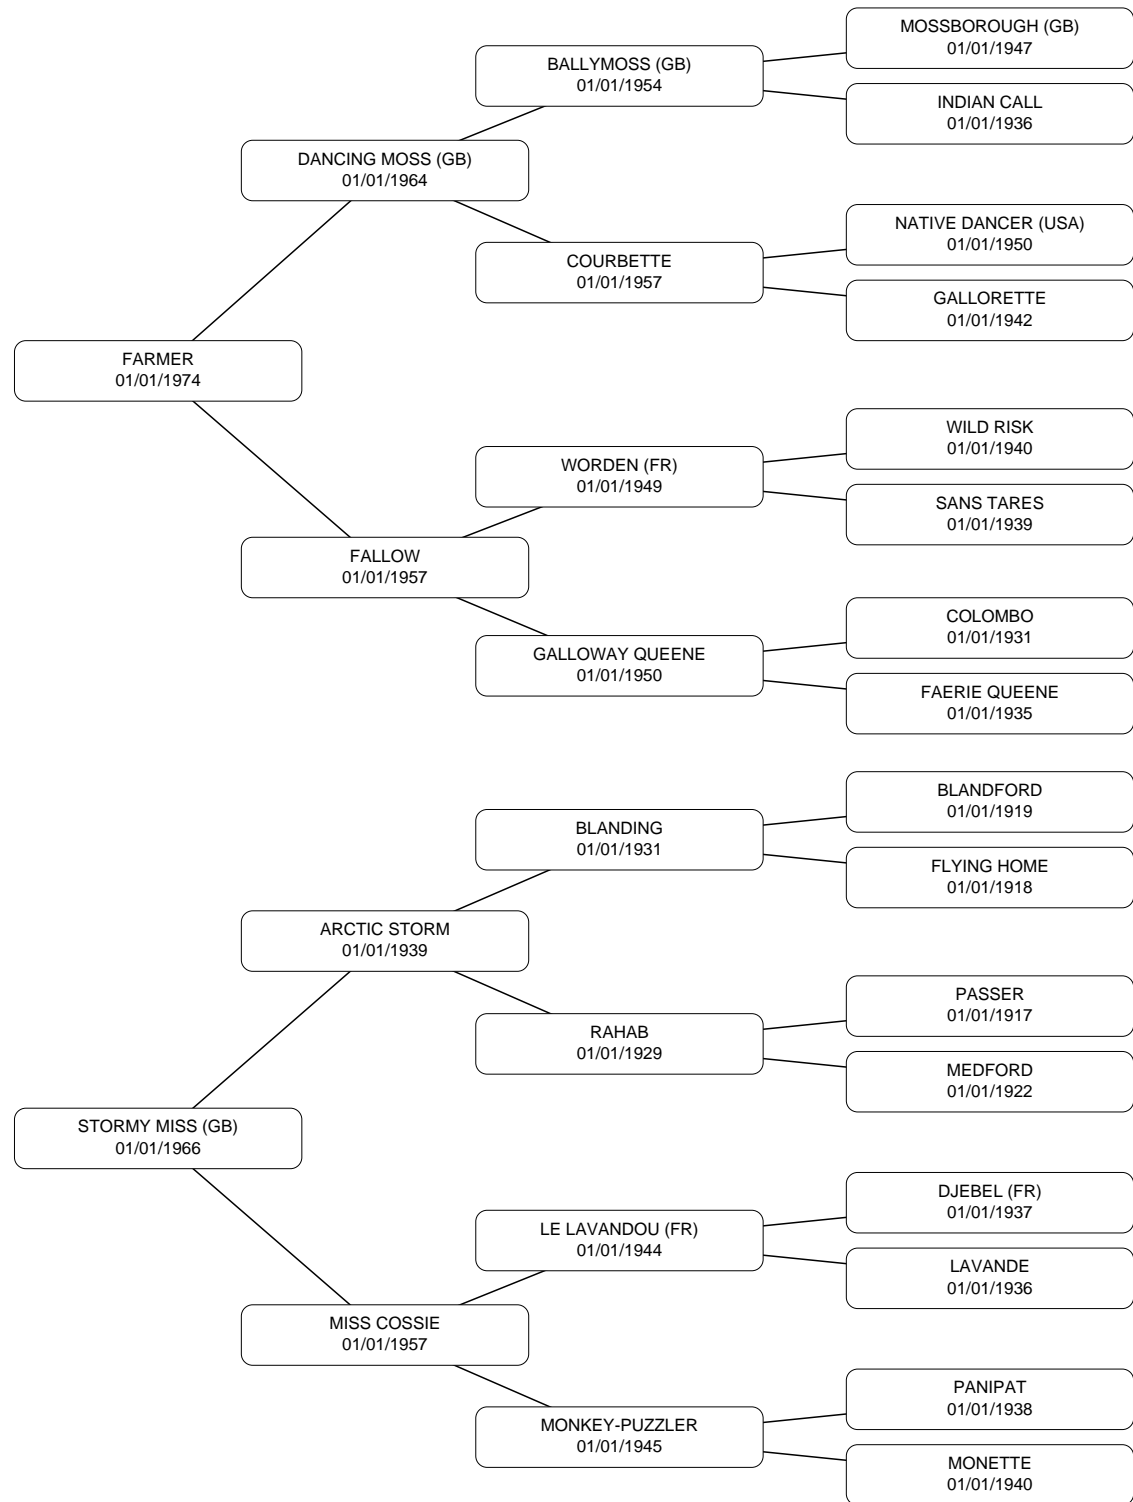 MOSSBOROUGH (GB)
01/01/1947
BALLYMOSS (GB)
01/01/1954
INDIAN CALL
01/01/1936
DANCING MOSS (GB)
01/01/1964
NATIVE DANCER (USA)
01/01/1950
COURBETTE
01/01/1957
GALLORETTE
01/01/1942
FARMER
01/01/1974
WILD RISK
01/01/1940
WORDEN (FR)
01/01/1949
SANS TARES
01/01/1939
FALLOW
01/01/1957
COLOMBO
01/01/1931
GALLOWAY QUEENE
01/01/1950
FAERIE QUEENE
01/01/1935
BLANDFORD
01/01/1919
BLANDING
01/01/1931
FLYING HOME
01/01/1918
ARCTIC STORM
01/01/1939
PASSER
01/01/1917
RAHAB
01/01/1929
MEDFORD
01/01/1922
STORMY MISS (GB)
01/01/1966
DJEBEL (FR)
01/01/1937
LE LAVANDOU (FR)
01/01/1944
LAVANDE
01/01/1936
MISS COSSIE
01/01/1957
PANIPAT
01/01/1938
MONKEY-PUZZLER
01/01/1945
MONETTE
01/01/1940